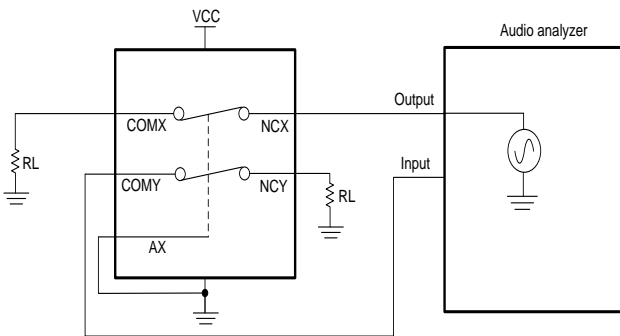 VCC
Audio analyzer
Output
COMX
NCX
RL
Input
COMY
NCY
RL
AX